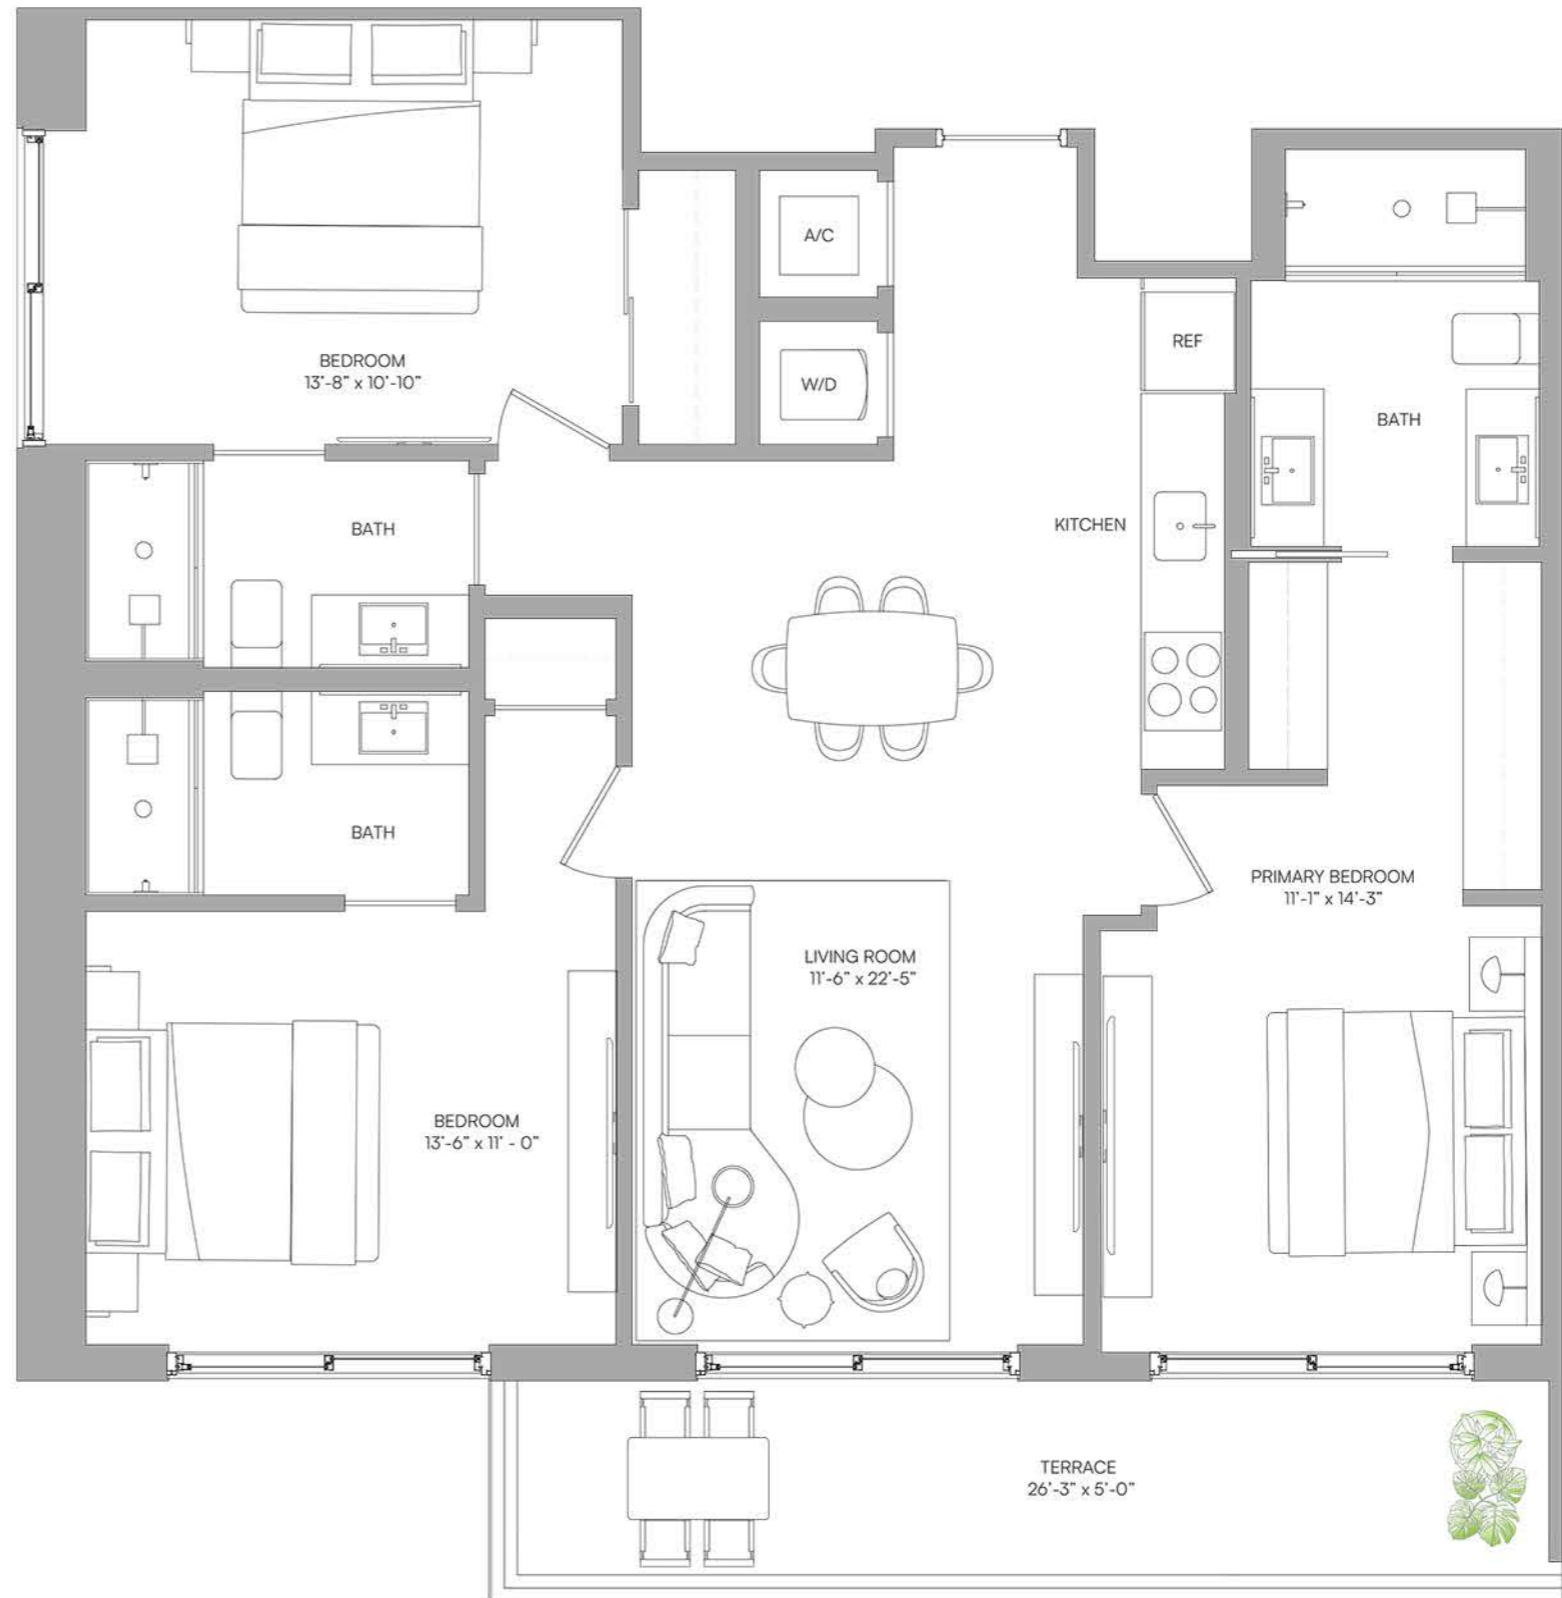 A/C
REF
BEDROOM
13'-8" x 10'-10"
W/D
BATH
KITCHEN
BATH
BATH
PRIMARY BEDROOM
11'-1" x 14'-3"
LIVING ROOM
11'-6" x 22'-5"
BEDROOM
13'-6" x 11' - 0"
TERRACE
26'-3" x 5'-0"